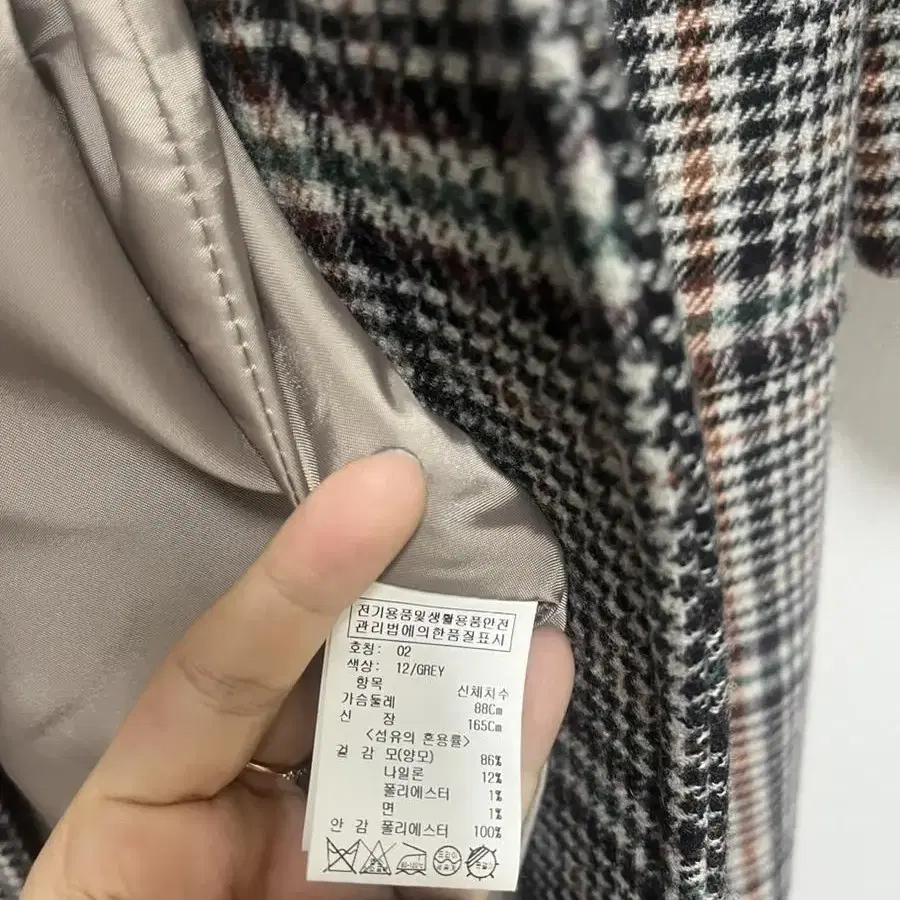 전기용품및생활용품안전
관리법에의한품질표시
호칭: 02
색상: 12/GREY
항목 신체치수
가슴둘레 88Cm
신 장 165Cm
<섬유의 혼용률>
겉 감 모(양모) 86%
나일론 12%
폴리에스터 1%
면 1%
안 감 폴리에스터 100%
드라이